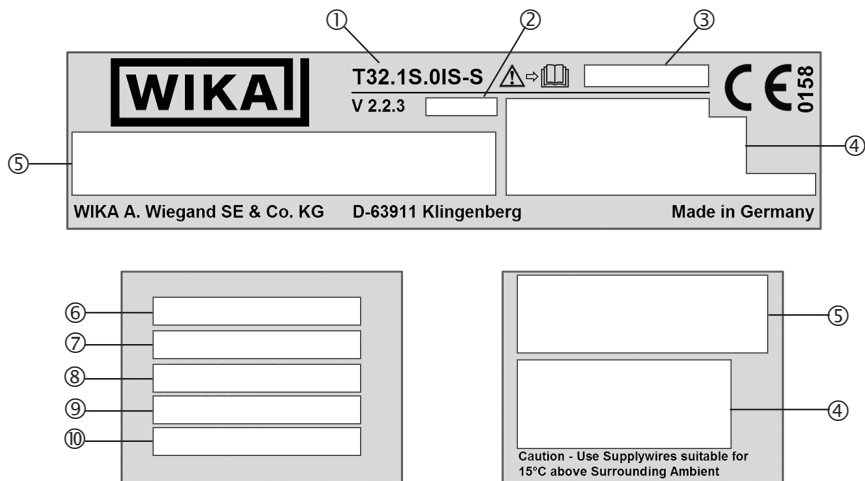 ① ② ③
WIKA T32.1S.0IS-S CE 0158
V 2.2.3
④
⑤
WIKA A. Wiegand SE & Co. KG D-63911 Klingenberg Made in Germany
⑥
⑦
⑧
⑨
⑩
⑤
④
Caution - Use Supplywires suitable for
15°C above Surrounding Ambient